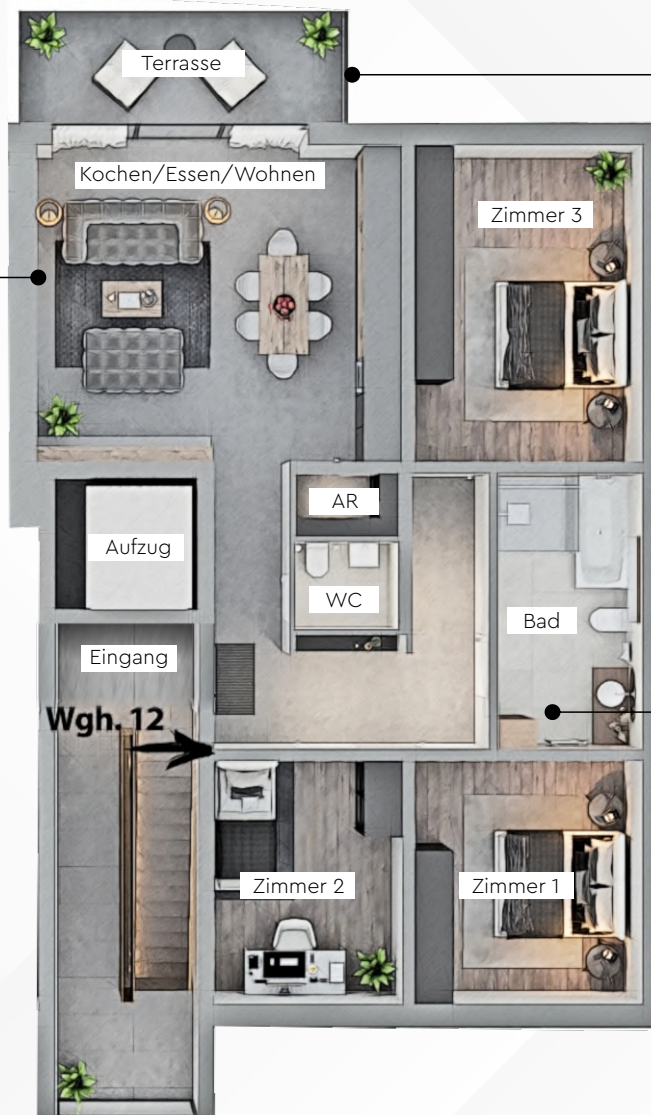 Terrasse
Kochen/Essen/Wohnen
Zimmer 3
AR
Aufzug
WC
Bad
Eingang
Wgh. 12
Zimmer 2
Zimmer 1